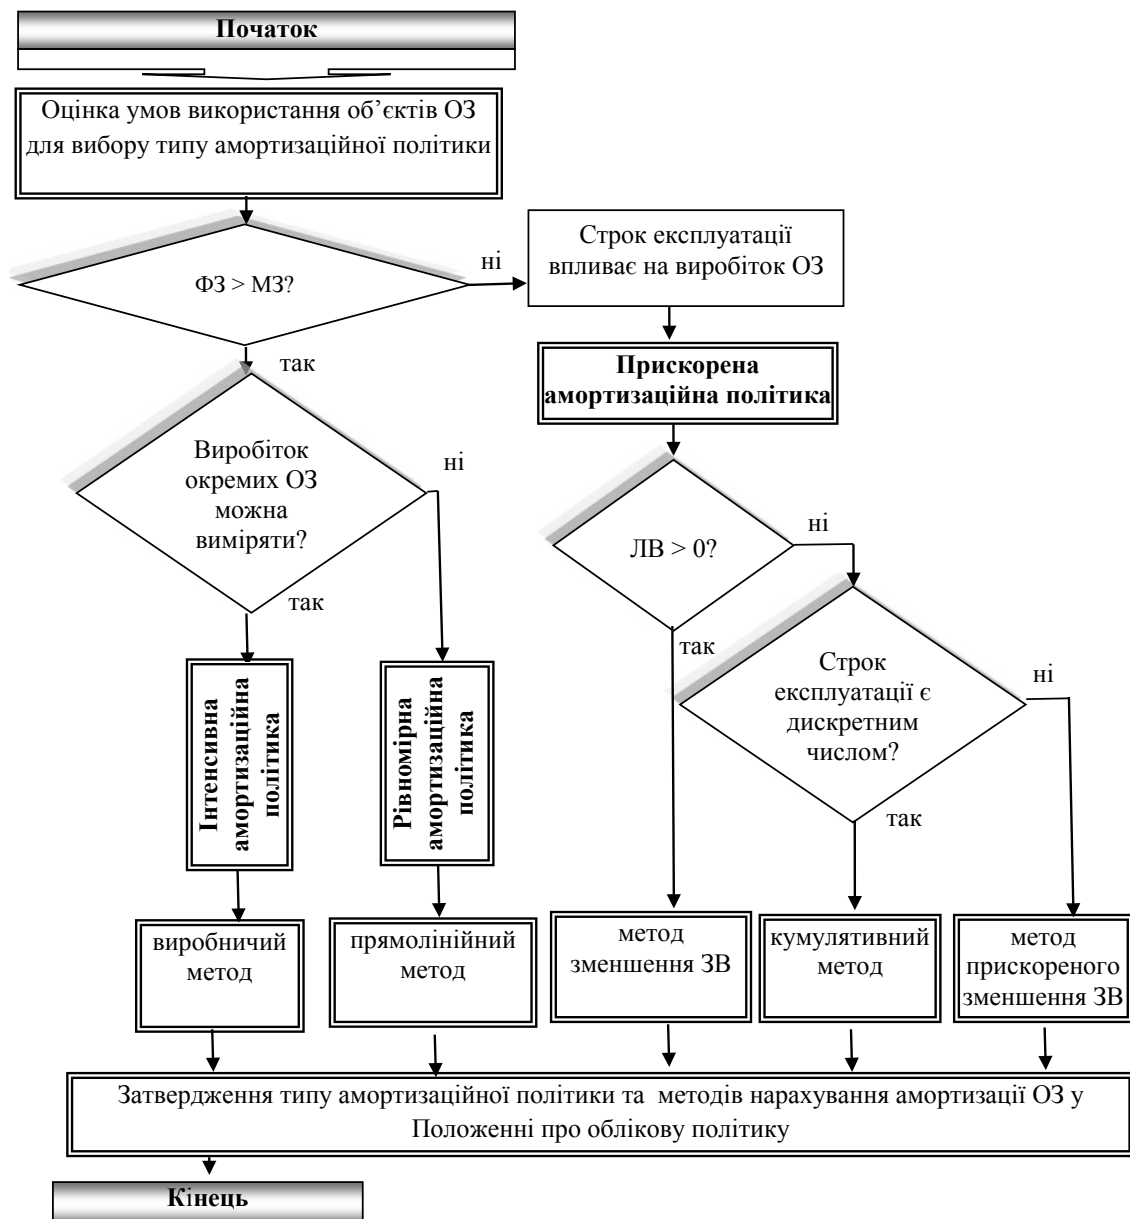 Початок
Оцінка умов використання об’єктів ОЗ
для вибору типу амортизаційної політики
ФЗ > МЗ?
ні
Строк експлуатації
впливає на виробіток ОЗ
так
Прискорена
амортизаційна політика
Виробіток
окремих ОЗ
можна
виміряти?
ні
так
ЛВ > 0?
ні
так
Строк
експлуатації є
дискретним
числом?
ні
так
Інтенсивна
амортизаційна
політика
Рівномірна
амортизаційна
політика
виробничий
метод
прямолінійний
метод
метод
зменшення ЗВ
кумулятивний
метод
метод
прискореного
зменшення ЗВ
Затвердження типу амортизаційної політики та методів нарахування амортизації ОЗ у
Положенні про облікову політику
Кінець